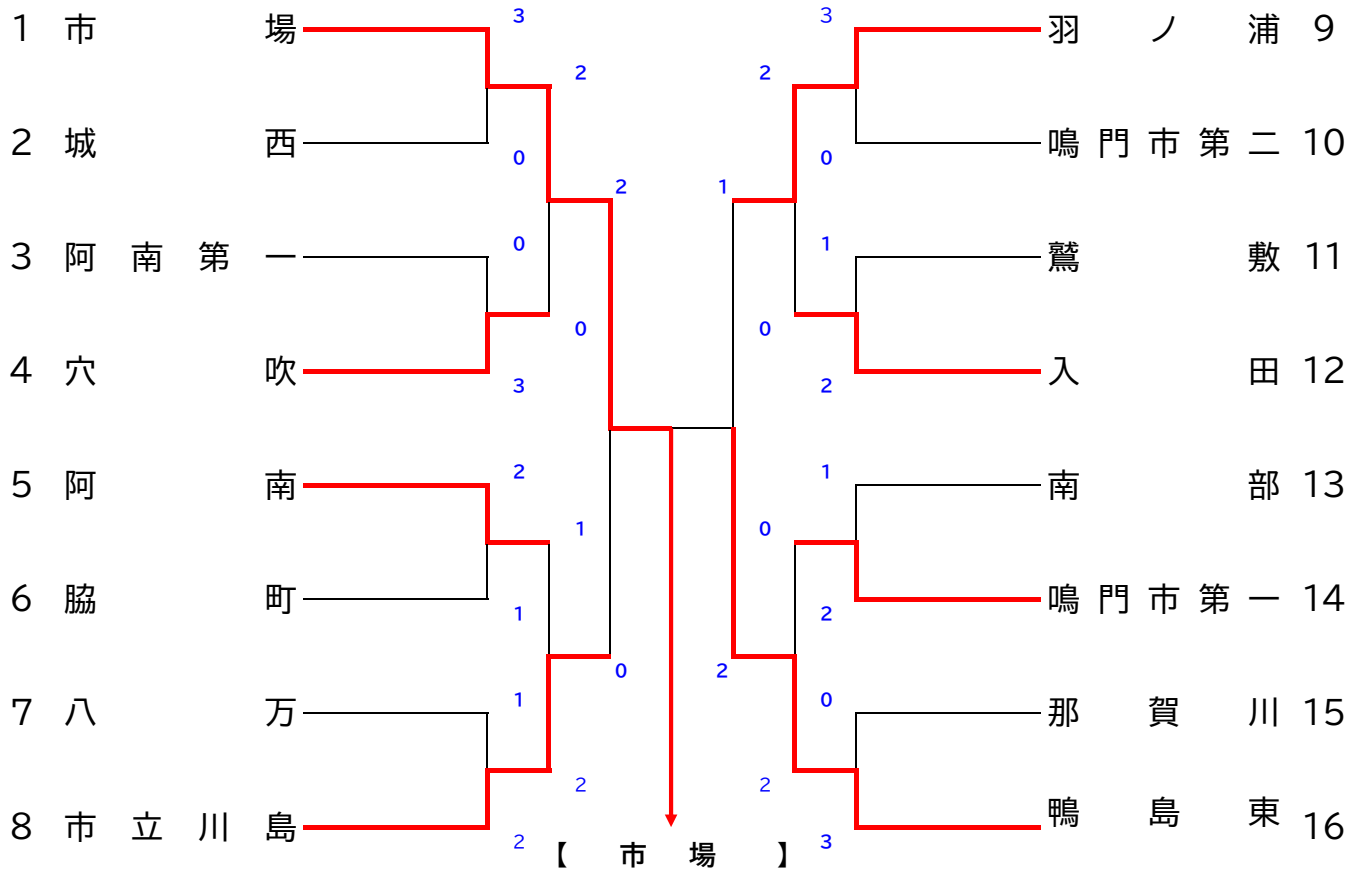 1 市場 3 3 羽ノ浦 9
2 2
2 城西 0 0 鳴門市第二 10
2 1
3 阿南第一 0 1 鷲敷 11
0 0
4 穴吹 3 2 入田 12
5 阿南 2 1 南部 13
1 0
6 脇町 1 2 鳴門市第一 14
0 2
7 八万 1 0 那賀川 15
2 2
8 市立川島 2 3 鴨島東 16
【 市場 】